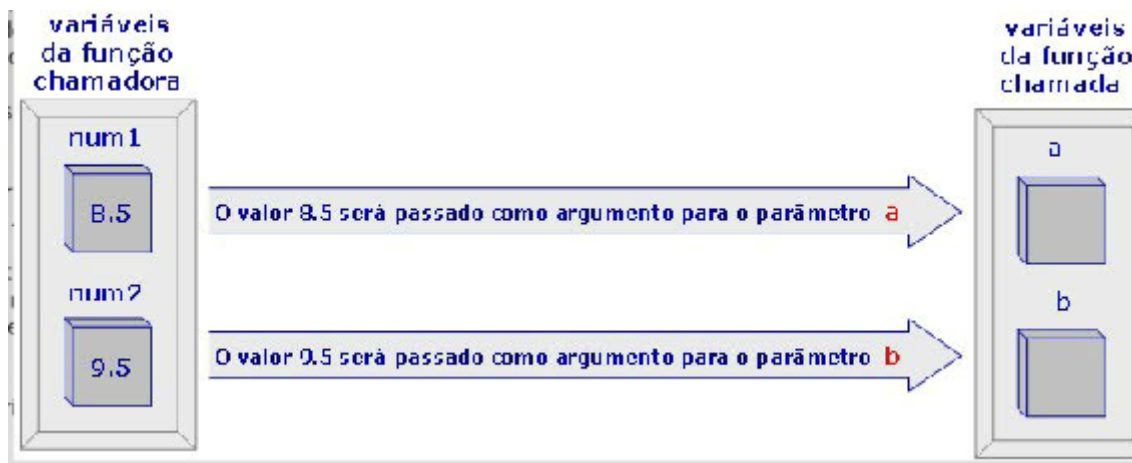 variáveis
da função
chamadora
num1
8.5
num2
9.5
O valor 8.5 será passado como argumento para o parâmetro a
O valor 9.5 será passado como argumento para o parâmetro b
variáveis
da função
chamada
a
b